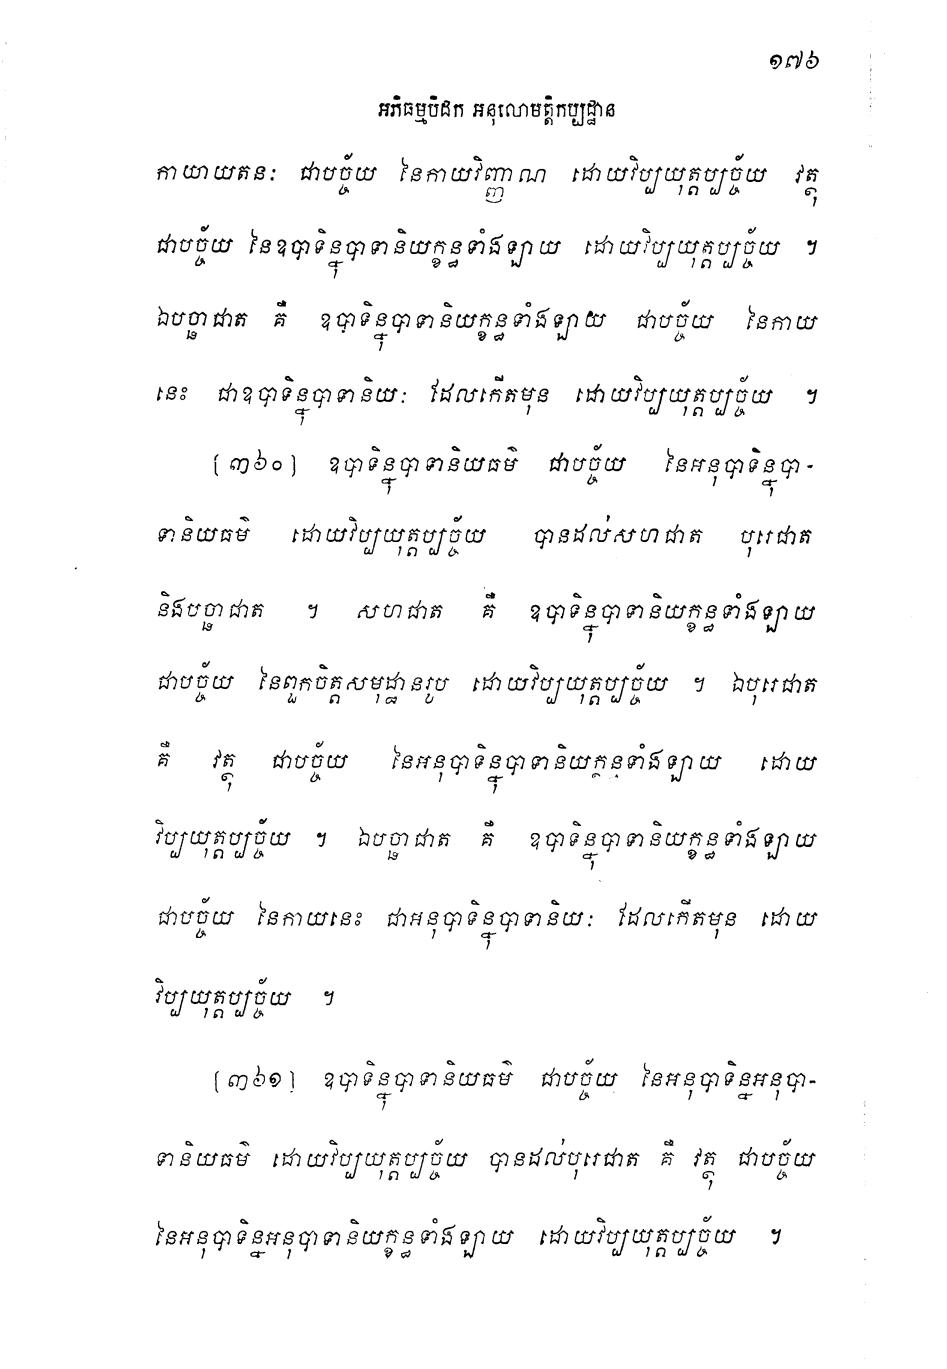 ១៧៦
អភិធម្មបិដក អនុលោមត្តិកប្បដ្ឋាន
កាយាយតនៈ ជាបច្ច័យ នៃកាយវិញ្ញាណ ដោយវិប្បយុត្តប្បច្ច័យ វត្ថុ
ជាបច្ច័យ នៃឧបាទិន្នុបាទានិយក្ខន្ធទាំងឡាយ ដោយវិប្បយុត្តប្បច្ច័យ ។
ឯបច្ឆាជាត គឺ ឧបាទិន្នុបាទានិយក្ខន្ធទាំងឡាយ ជាបច្ច័យ នៃកាយ
នេះ ជាឧបាទិន្នុបាទានិយៈ ដែលកើតមុន ដោយវិប្បយុត្តប្បច្ច័យ ។
[៣៦០] ឧបាទិន្នុបាទានិយធម៌ ជាបច្ច័យ នៃអនុបាទិន្នុបា-
ទានិយធម៌ ដោយវិប្បយុត្តប្បច្ច័យ បានដល់សហជាត បុរេជាត
និងបច្ឆាជាត ។ សហជាត គឺ ឧបាទិន្នុបាទានិយក្ខន្ធទាំងឡាយ
ជាបច្ច័យ នៃពួកចិត្តសមុដ្ឋានរូប ដោយវិប្បយុត្តប្បច្ច័យ ។ ឯបុរេជាត
គឺ វត្ថុ ជាបច្ច័យ នៃអនុបាទិន្នុបាទានិយក្ខន្ធទាំងឡាយ ដោយ
វិប្បយុត្តប្បច្ច័យ ។ ឯបច្ឆាជាត គឺ ឧបាទិន្នុបាទានិយក្ខន្ធទាំងឡាយ
ជាបច្ច័យ នៃកាយនេះ ជាអនុបាទិន្នុបាទានិយៈ ដែលកើតមុន ដោយ
វិប្បយុត្តប្បច្ច័យ ។
[៣៦១] ឧបាទិន្នុបាទានិយធម៌ ជាបច្ច័យ នៃអនុបាទិន្នអនុបា-
ទានិយធម៌ ដោយវិប្បយុត្តប្បច្ច័យ បានដល់បុរេជាត គឺ វត្ថុ ជាបច្ច័យ
នៃអនុបាទិន្នអនុបាទានិយក្ខន្ធទាំងឡាយ ដោយវិប្បយុត្តប្បច្ច័យ ។